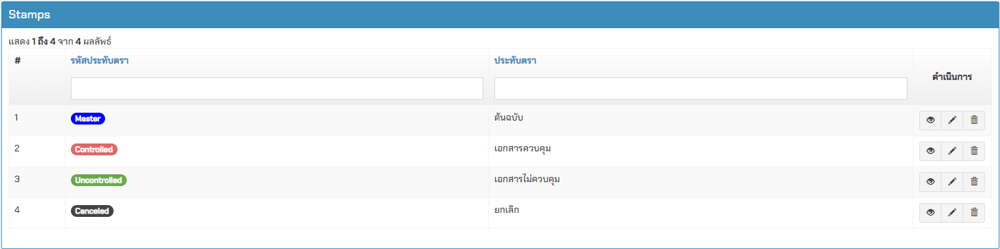 Stamps
แสดง 1 ถึง 4 จาก 4 ผลลัพธ์
# รหัสประทับตรา ประทับตรา ดำเนินการ
1 Master ต้นฉบับ
2 Controlled เอกสารควบคุม
3 Uncontrolled เอกสารไม่ควบคุม
4 Canceled ยกเลิก